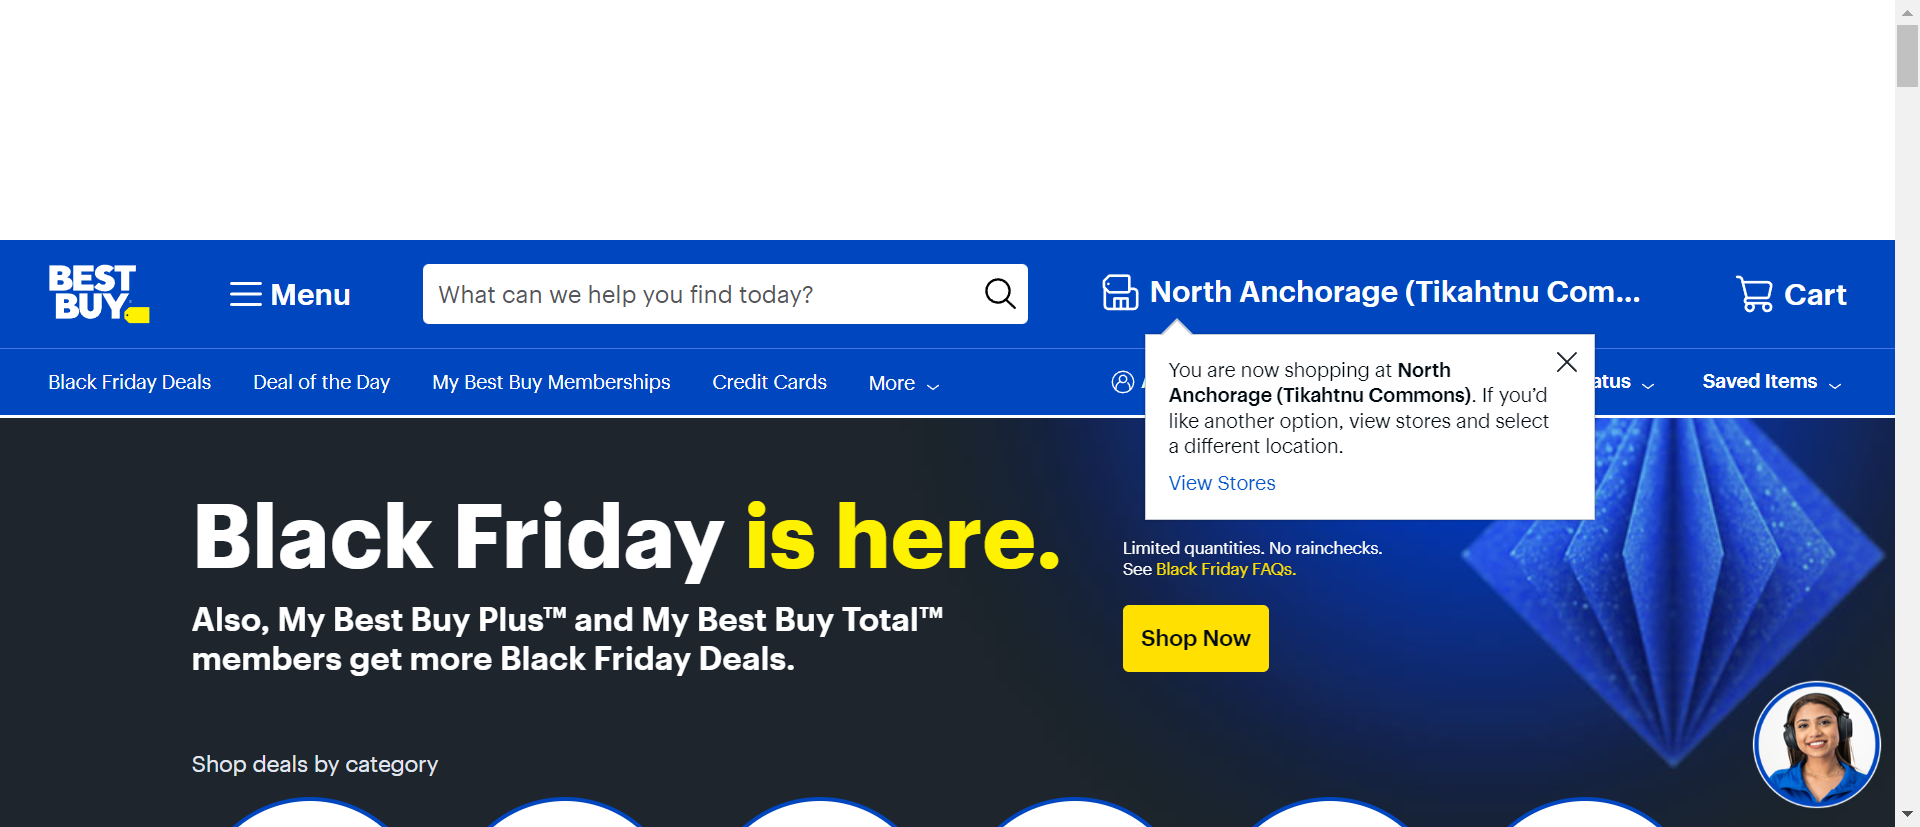 BEST
BUY
Menu
What can we help you find today?
North Anchorage (Tikahtnu Com...
Cart
Black Friday Deals
Deal of the Day
My Best Buy Memberships
Credit Cards
More
Saved Items
You are now shopping at North
Anchorage (Tikahtnu Commons). If you’d
like another option, view stores and select
a different location.
View Stores
Black Friday is here.
Also, My Best Buy Plus™ and My Best Buy Total™
members get more Black Friday Deals.
Limited quantities. No rainchecks.
See Black Friday FAQs.
Shop Now
Shop deals by category